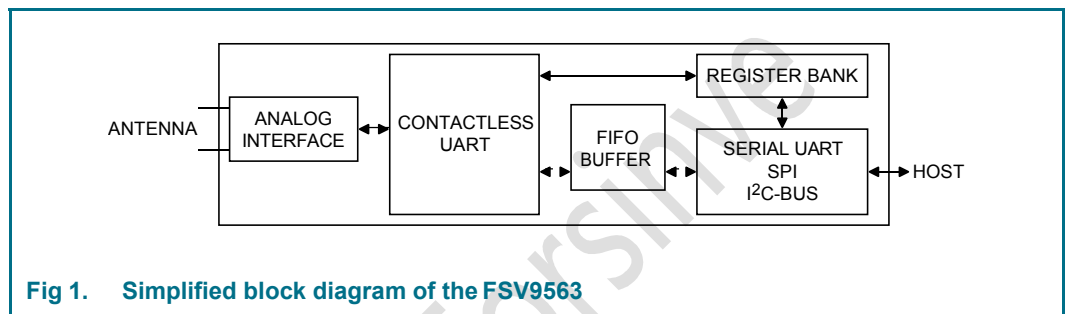 ANTENNA
ANALOG
INTERFACE
CONTACTLESS
UART
FIFO
BUFFER
REGISTER BANK
SERIAL UART
SPI
I²C-BUS
HOST
Fig 1. Simplified block diagram of the FSV9563